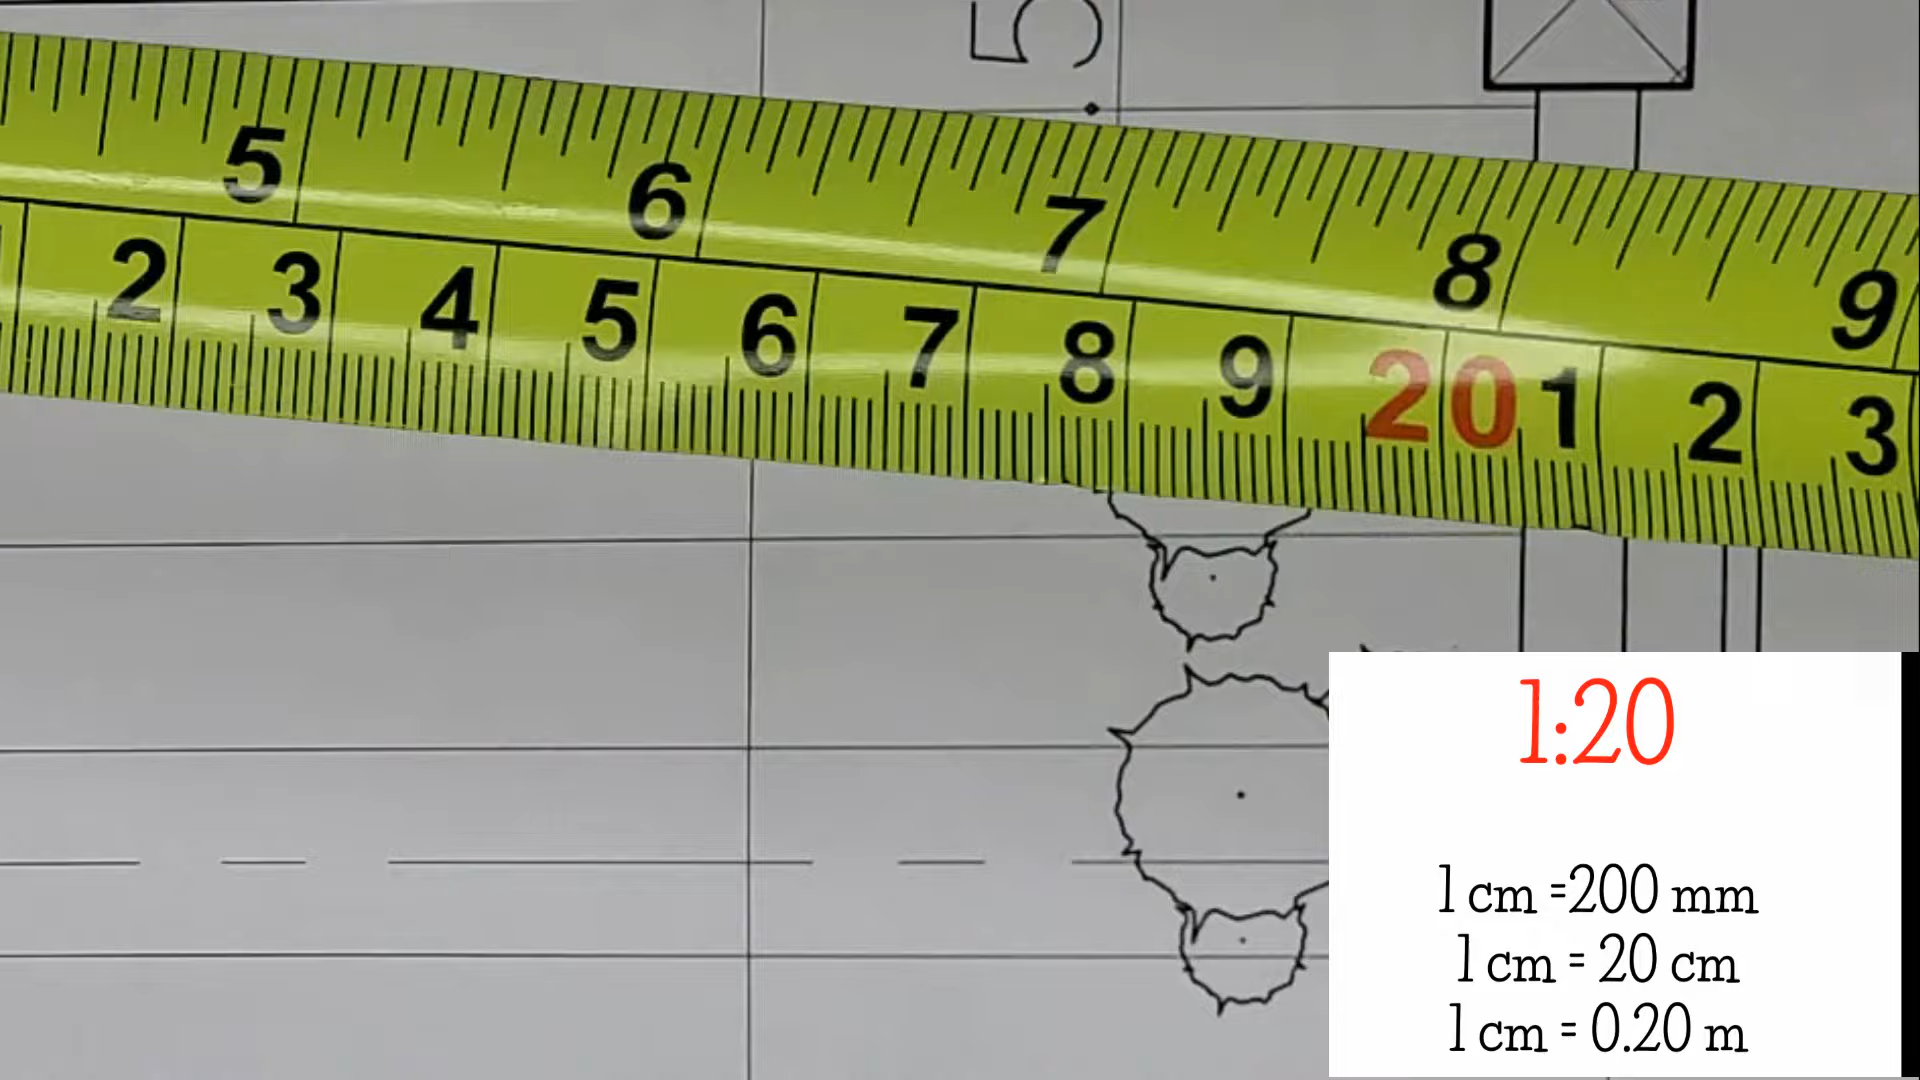 5
5 6 7 8 9
2 3 4 5 6 7 8 9 20 1 2 3
1:20
1 cm =200 mm
1 cm = 20 cm
1 cm = 0.20 m